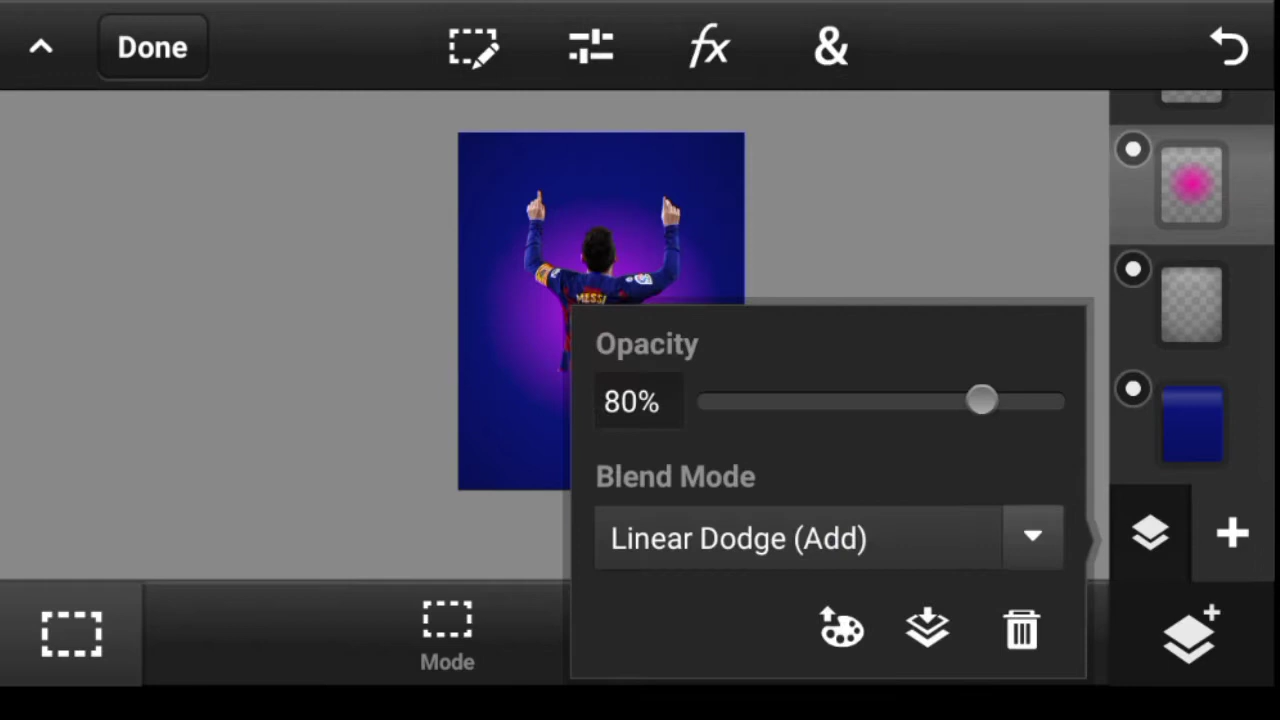 Done
fx
&
MESSI
Opacity
80%
Blend Mode
Linear Dodge (Add)
Mode